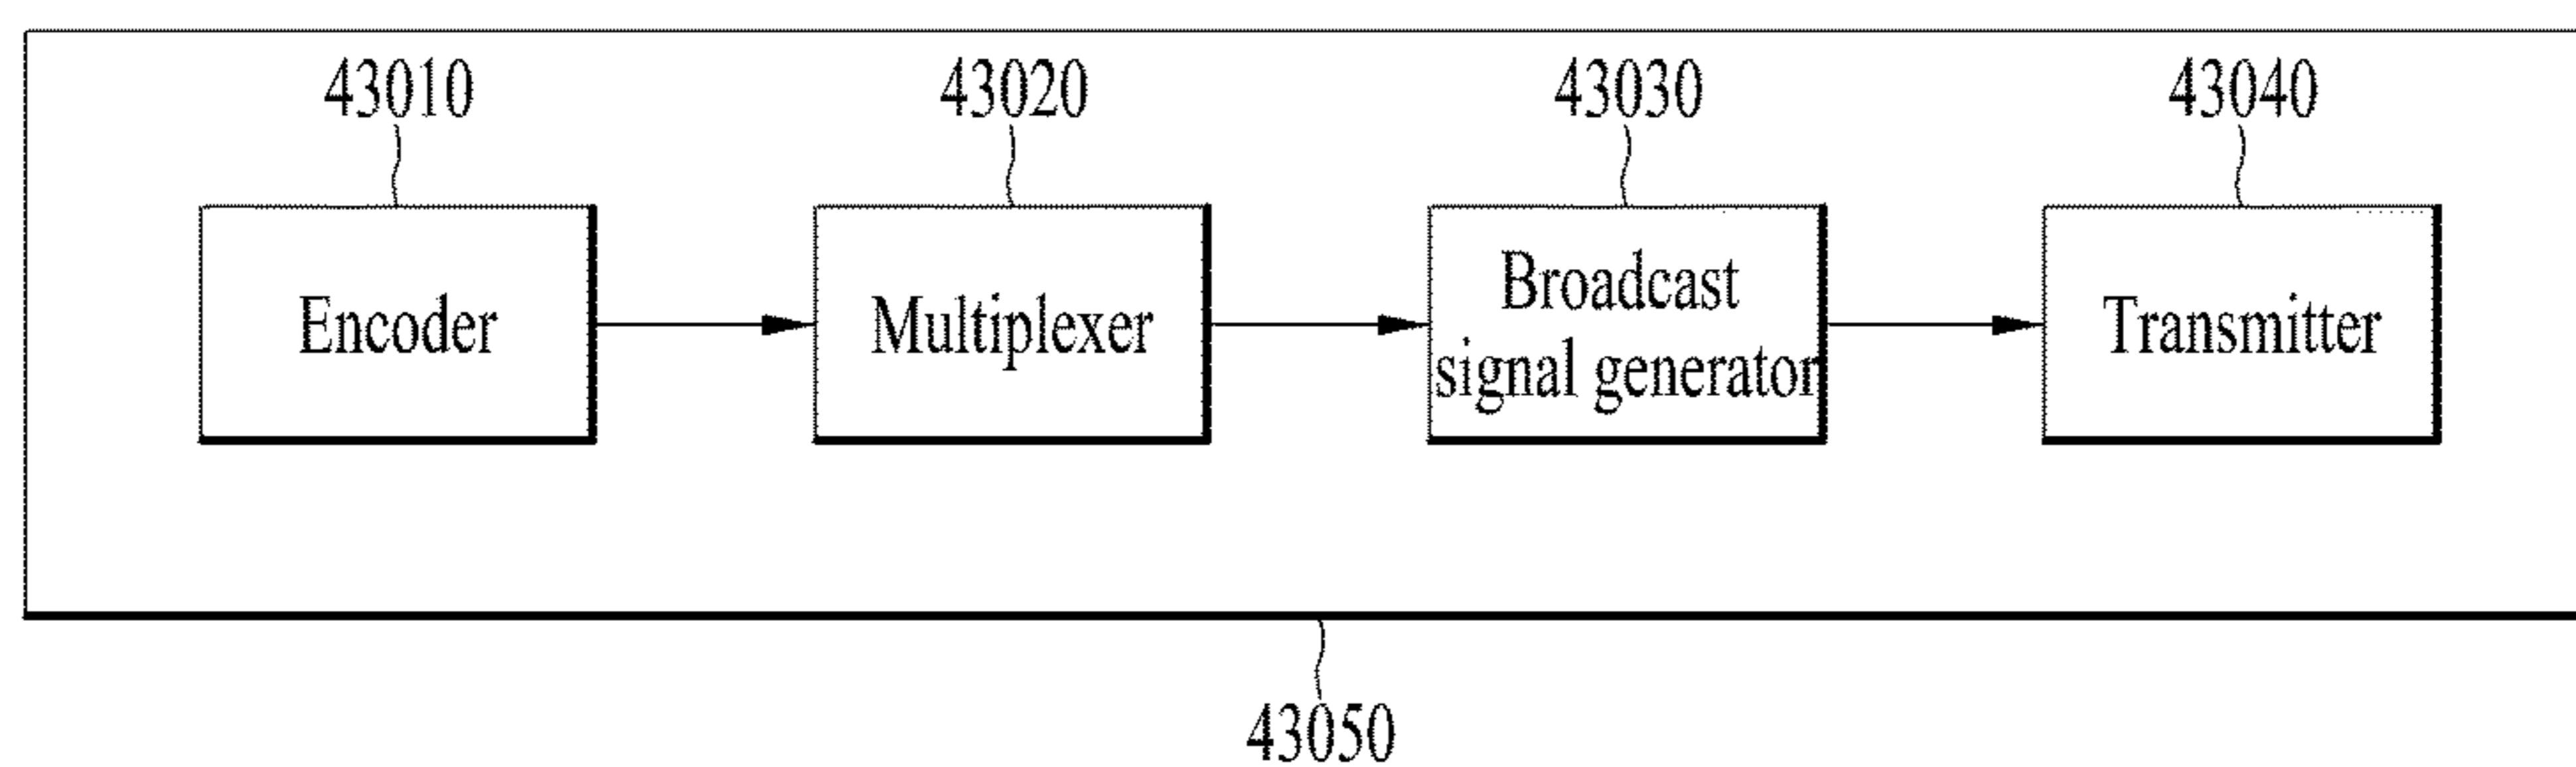 43010
43020
43030
43040
Encoder
Multiplexer
Broadcast
signal generator
Transmitter
43050